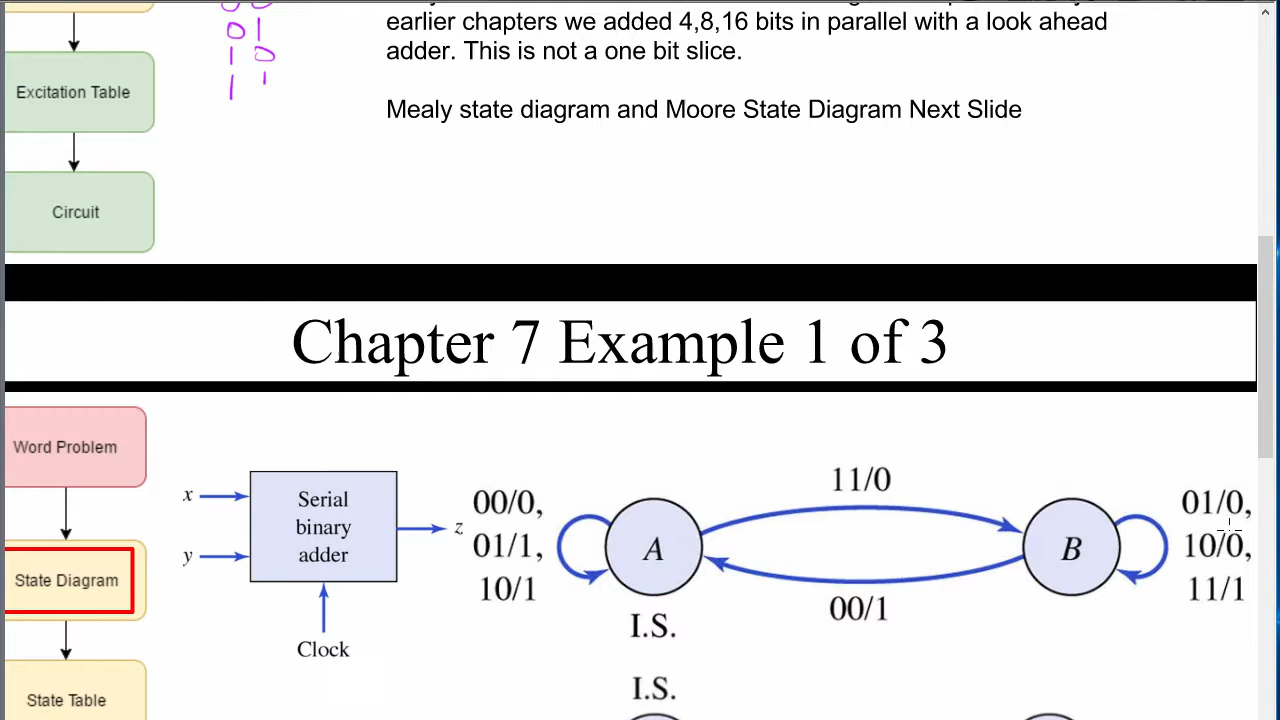 earlier chapters we added 4,8,16 bits in parallel with a look ahead
adder. This is not a one bit slice.
Excitation Table
0 -
- 0
1 -
Mealy state diagram and Moore State Diagram Next Slide
Circuit
Chapter 7 Example 1 of 3
Word Problem
State Diagram
State Table
x
y
Serial
binary
adder
z
Clock
00/0,
01/1,
10/1
A
I.S.
11/0
00/1
B
01/0,
10/0,
11/1
I.S.